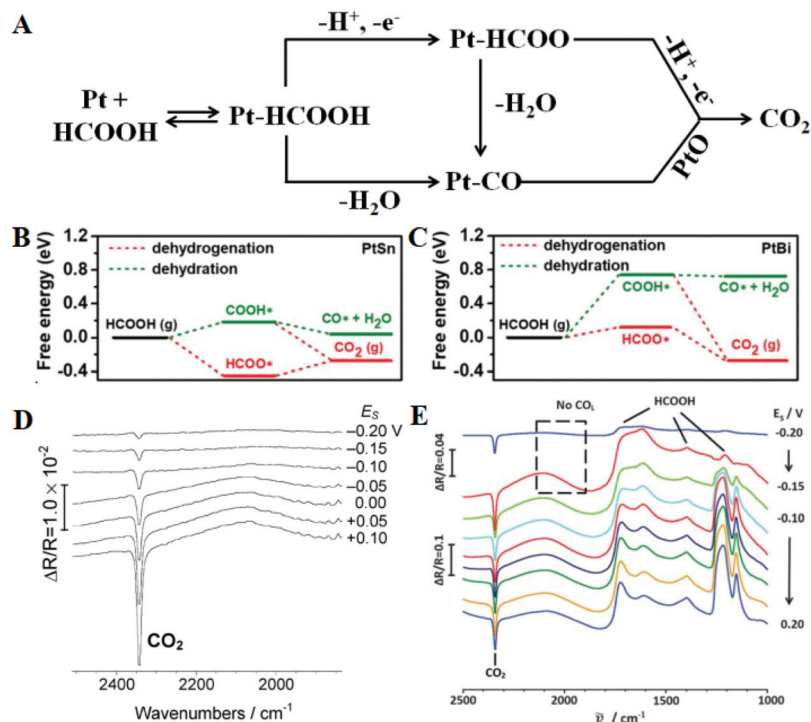 A
-H⁺, -e⁻
Pt-HCOO
-H⁺, -e⁻
Pt +
HCOOH
Pt-HCOOH
-H₂O
CO₂
PtO
Pt-CO
-H₂O
B
Free energy (eV)
1.2
0.8
0.4
0.0
-0.4
dehydrogenation
dehydration
PtSn
HCOOH (g)
COOH*
CO* + H₂O
CO₂ (g)
HCOO*
C
Free energy (eV)
1.2
0.8
0.4
0.0
-0.4
dehydrogenation
dehydration
PtBi
COOH*
CO* + H₂O
HCOOH (g)
HCOO*
CO₂ (g)
D
ΔR/R=1.0 × 10⁻²
E_S
−0.20 V
−0.15
−0.10
−0.05
0.00
+0.05
+0.10
CO₂
2400
2200
2000
Wavenumbers / cm⁻¹
E
No CO_L
HCOOH
E_S / V
-0.20
ΔR/R=0.04
-0.15
-0.10
ΔR/R=0.1
0.20
CO₂
2500
2000
1500
1000
ṽ / cm⁻¹